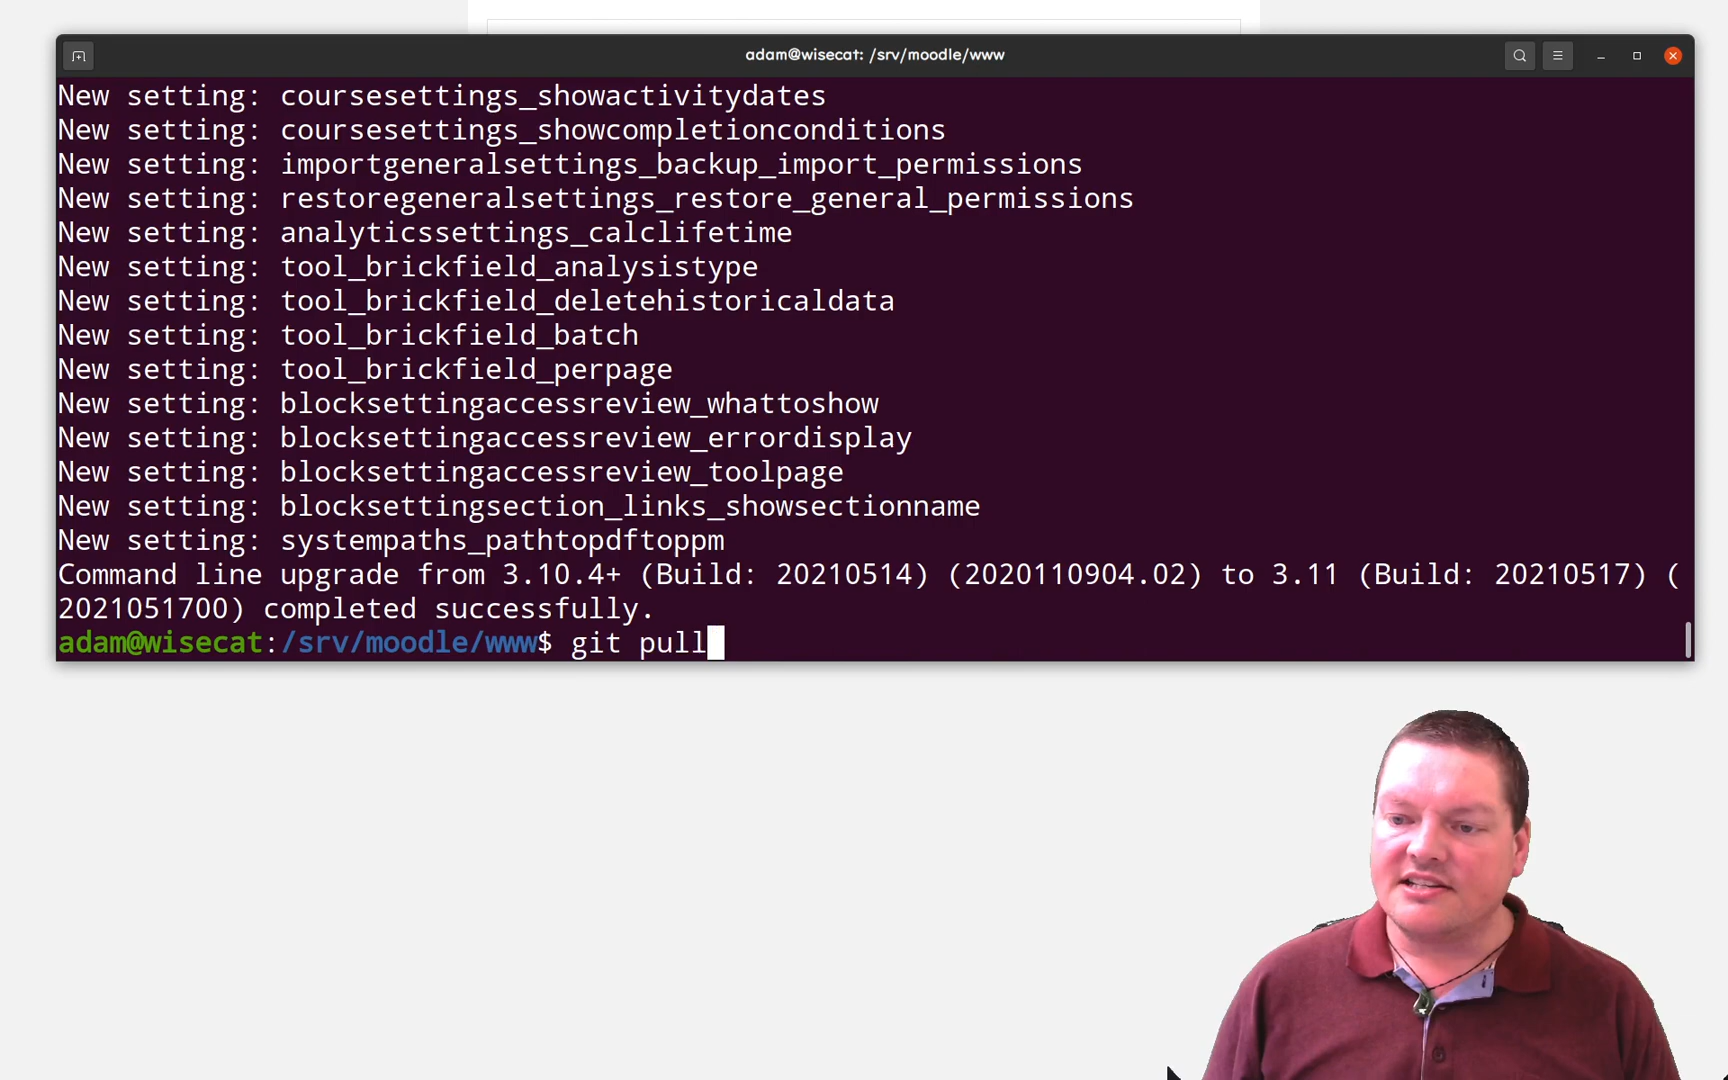 adam@wisecat: /srv/moodle/www
New setting: coursesettings_showactivitydates
New setting: coursesettings_showcompletionconditions
New setting: importgeneralsettings_backup_import_permissions
New setting: restoregeneralsettings_restore_general_permissions
New setting: analyticssettings_calclifetime
New setting: tool_brickfield_analysistype
New setting: tool_brickfield_deletehistoricaldata
New setting: tool_brickfield_batch
New setting: tool_brickfield_perpage
New setting: blocksettingaccessreview_whattoshow
New setting: blocksettingaccessreview_errordisplay
New setting: blocksettingaccessreview_toolpage
New setting: blocksettingsection_links_showsectionname
New setting: systempaths_pathtopdftoppm
Command line upgrade from 3.10.4+ (Build: 20210514) (2020110904.02) to 3.11 (Build: 20210517) (
2021051700) completed successfully.
adam@wisecat:/srv/moodle/www$ git pull